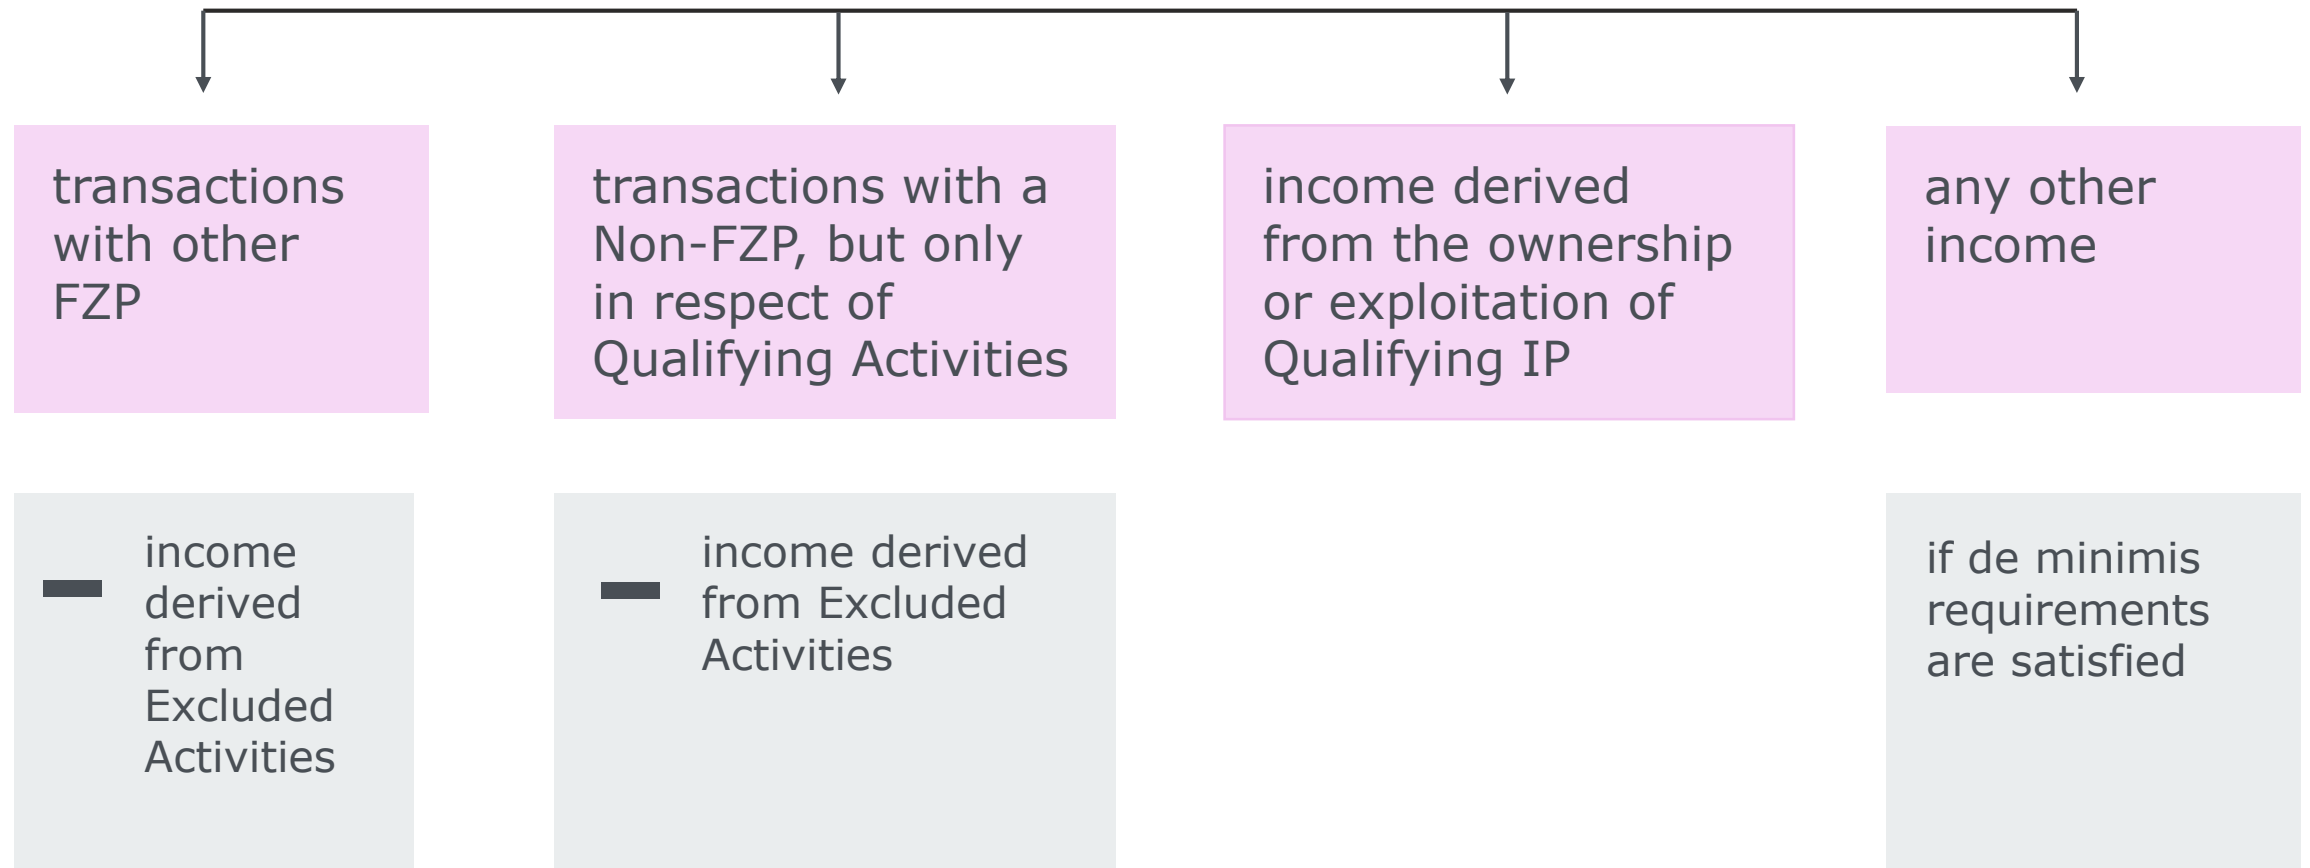 transactions
with other
FZP
transactions with a
Non-FZP, but only
in respect of
Qualifying Activities
income derived
from the ownership
or exploitation of
Qualifying IP
any other
income
income
derived
from
Excluded
Activities
income derived
from Excluded
Activities
if de minimis
requirements
are satisfied